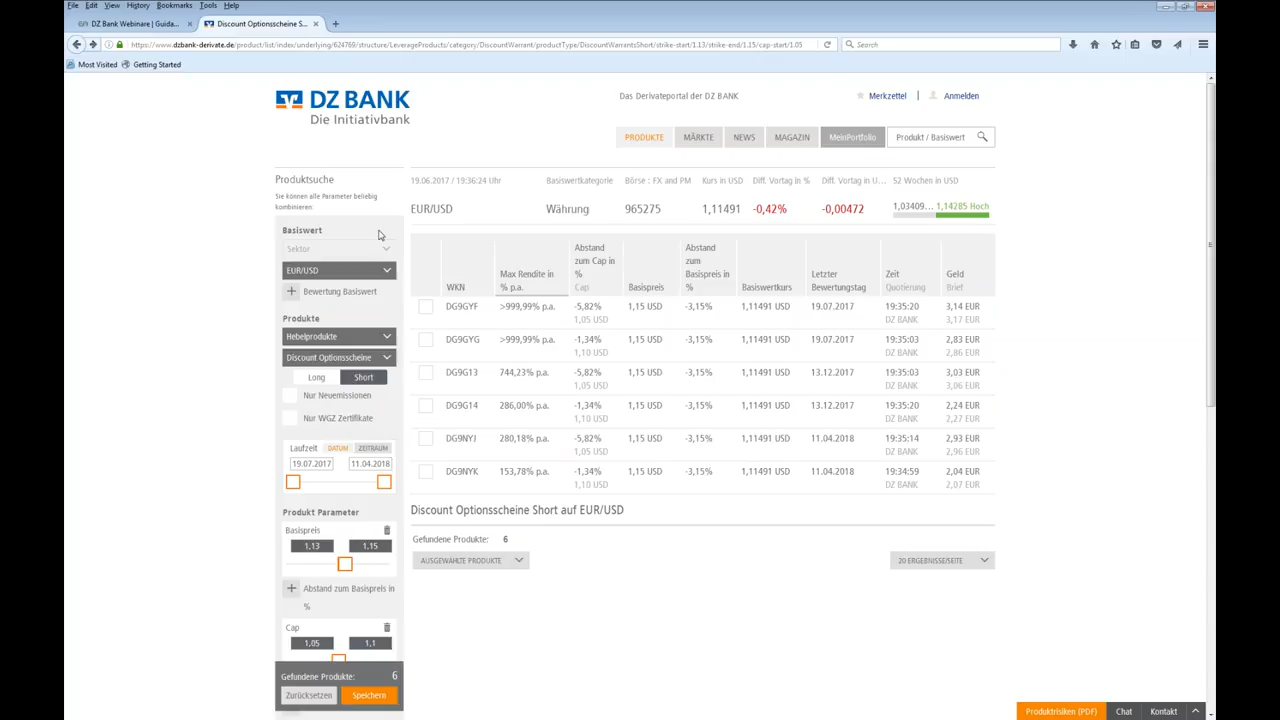 File Edit View History Bookmarks Tools Help
DZ Bank Webinare | Guida... × Discount Optionsscheine S... × +
https://www.dzbank-derivate.de/product/list/index/underlying/624769/structure/LeverageProducts/category/DiscountWarrant/productType/DiscountWarrantsShort/strike-start/1.13/strike-end/1.15/cap-start/1.05 Search
Most Visited Getting Started
DZ BANK
Die Initiativbank
Das Derivateportal der DZ BANK Merkzettel | Anmelden
PRODUKTE MÄRKTE NEWS MAGAZIN MeinPortfolio Produkt / Basiswert
Produktsuche
Sie können alle Parameter beliebig
kombinieren:
19.06.2017 / 19:36:24 Uhr Basiswertkategorie Börse : FX and PM Kurs in USD Diff. Vortag in % Diff. Vortag in U... 52 Wochen in USD
EUR/USD Währung 965275 1,11491 -0,42% -0,00472 1,03409... 1,14285 Hoch
Basiswert
Sektor
EUR/USD
+ Bewertung Basiswert
Produkte
Hebelprodukte
Discount Optionsscheine
Long Short
Nur Neuemissionen
Nur WGZ Zertifikate
Laufzeit DATUM ZEITRAUM
19.07.2017 11.04.2018
Produkt Parameter
Basispreis
1,13 1,15
+ Abstand zum Basispreis in
%
Cap
1,05 1,1
Gefundene Produkte: 6
Zurücksetzen Speichern
WKN Max Rendite in % p.a. Abstand zum Cap in % Cap Basispreis Abstand zum Basispreis in % Basiswertkurs Letzter Bewertungstag Zeit Quotierung Geld Brief
DG9GYF >999,99% p.a. -5,82% 1,15 USD -3,15% 1,11491 USD 19.07.2017 19:35:20 3,14 EUR
1,05 USD DZ BANK 3,17 EUR
DG9GYG >999,99% p.a. -1,34% 1,15 USD -3,15% 1,11491 USD 19.07.2017 19:35:03 2,83 EUR
1,10 USD DZ BANK 2,86 EUR
DG9G13 744,23% p.a. -5,82% 1,15 USD -3,15% 1,11491 USD 13.12.2017 19:35:03 3,03 EUR
1,05 USD DZ BANK 3,06 EUR
DG9G14 286,00% p.a. -1,34% 1,15 USD -3,15% 1,11491 USD 13.12.2017 19:35:20 2,24 EUR
1,10 USD DZ BANK 2,27 EUR
DG9NYJ 280,18% p.a. -5,82% 1,15 USD -3,15% 1,11491 USD 11.04.2018 19:35:14 2,93 EUR
1,05 USD DZ BANK 2,96 EUR
DG9NYK 153,78% p.a. -1,34% 1,15 USD -3,15% 1,11491 USD 11.04.2018 19:34:59 2,04 EUR
1,10 USD DZ BANK 2,07 EUR
Discount Optionsscheine Short auf EUR/USD
Gefundene Produkte: 6
AUSGEWÄHLTE PRODUKTE 20 ERGEBNISSE/SEITE
Produktrisiken (PDF) Chat Kontakt